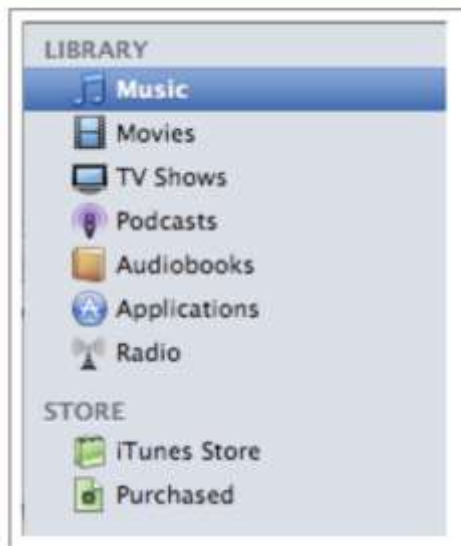 LIBRARY
Music
Movies
TV Shows
Podcasts
Audiobooks
Applications
Radio
STORE
iTunes Store
Purchased